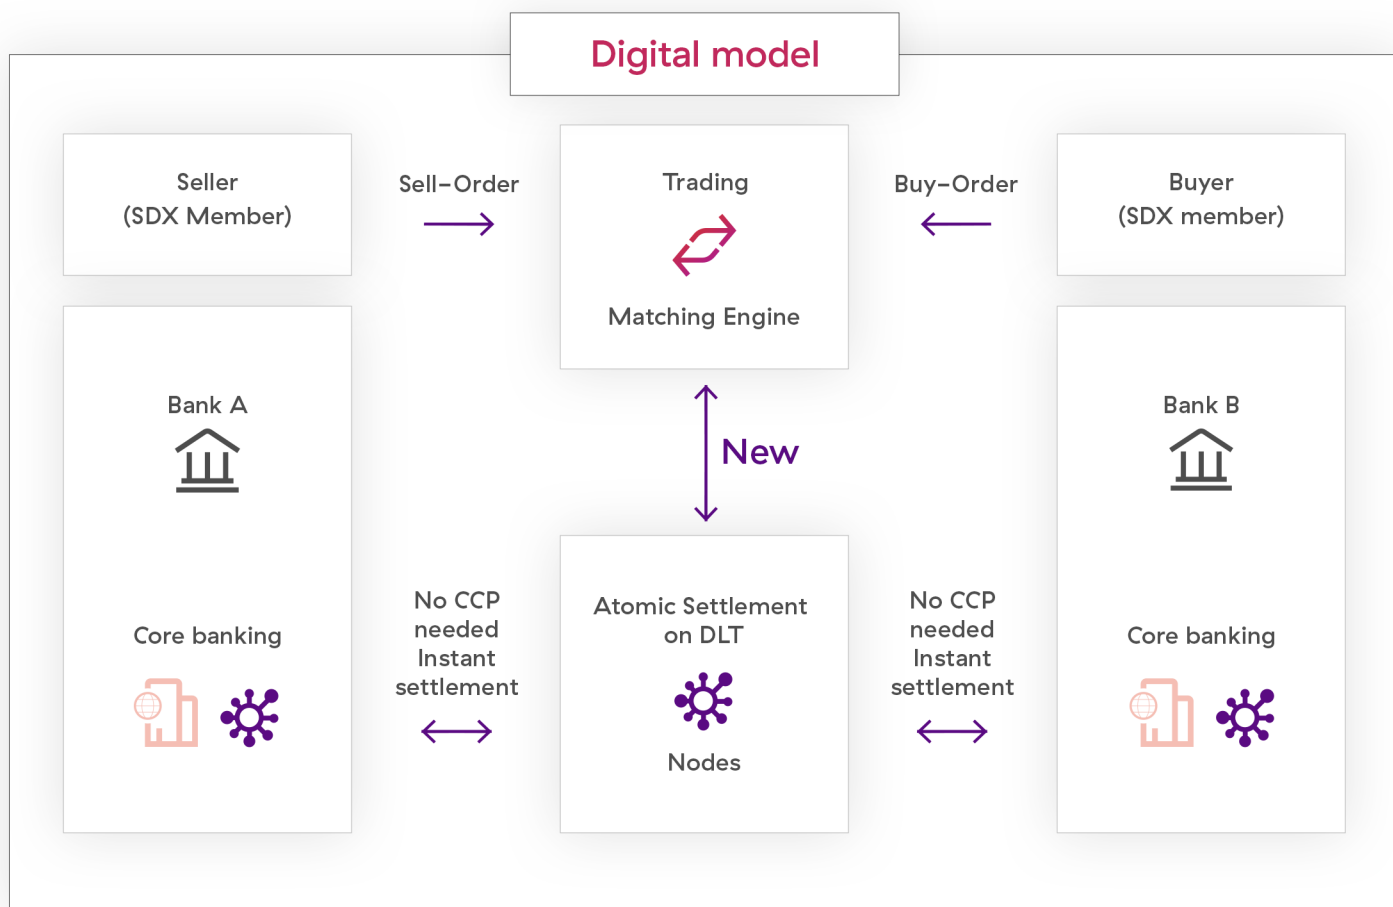 Digital model
Seller
(SDX Member)
Sell-Order
Trading
Matching Engine
Buy-Order
Buyer
(SDX member)
Bank A
New
Bank B
Core banking
No CCP
needed
Instant
settlement
Atomic Settlement
on DLT
Nodes
No CCP
needed
Instant
settlement
Core banking